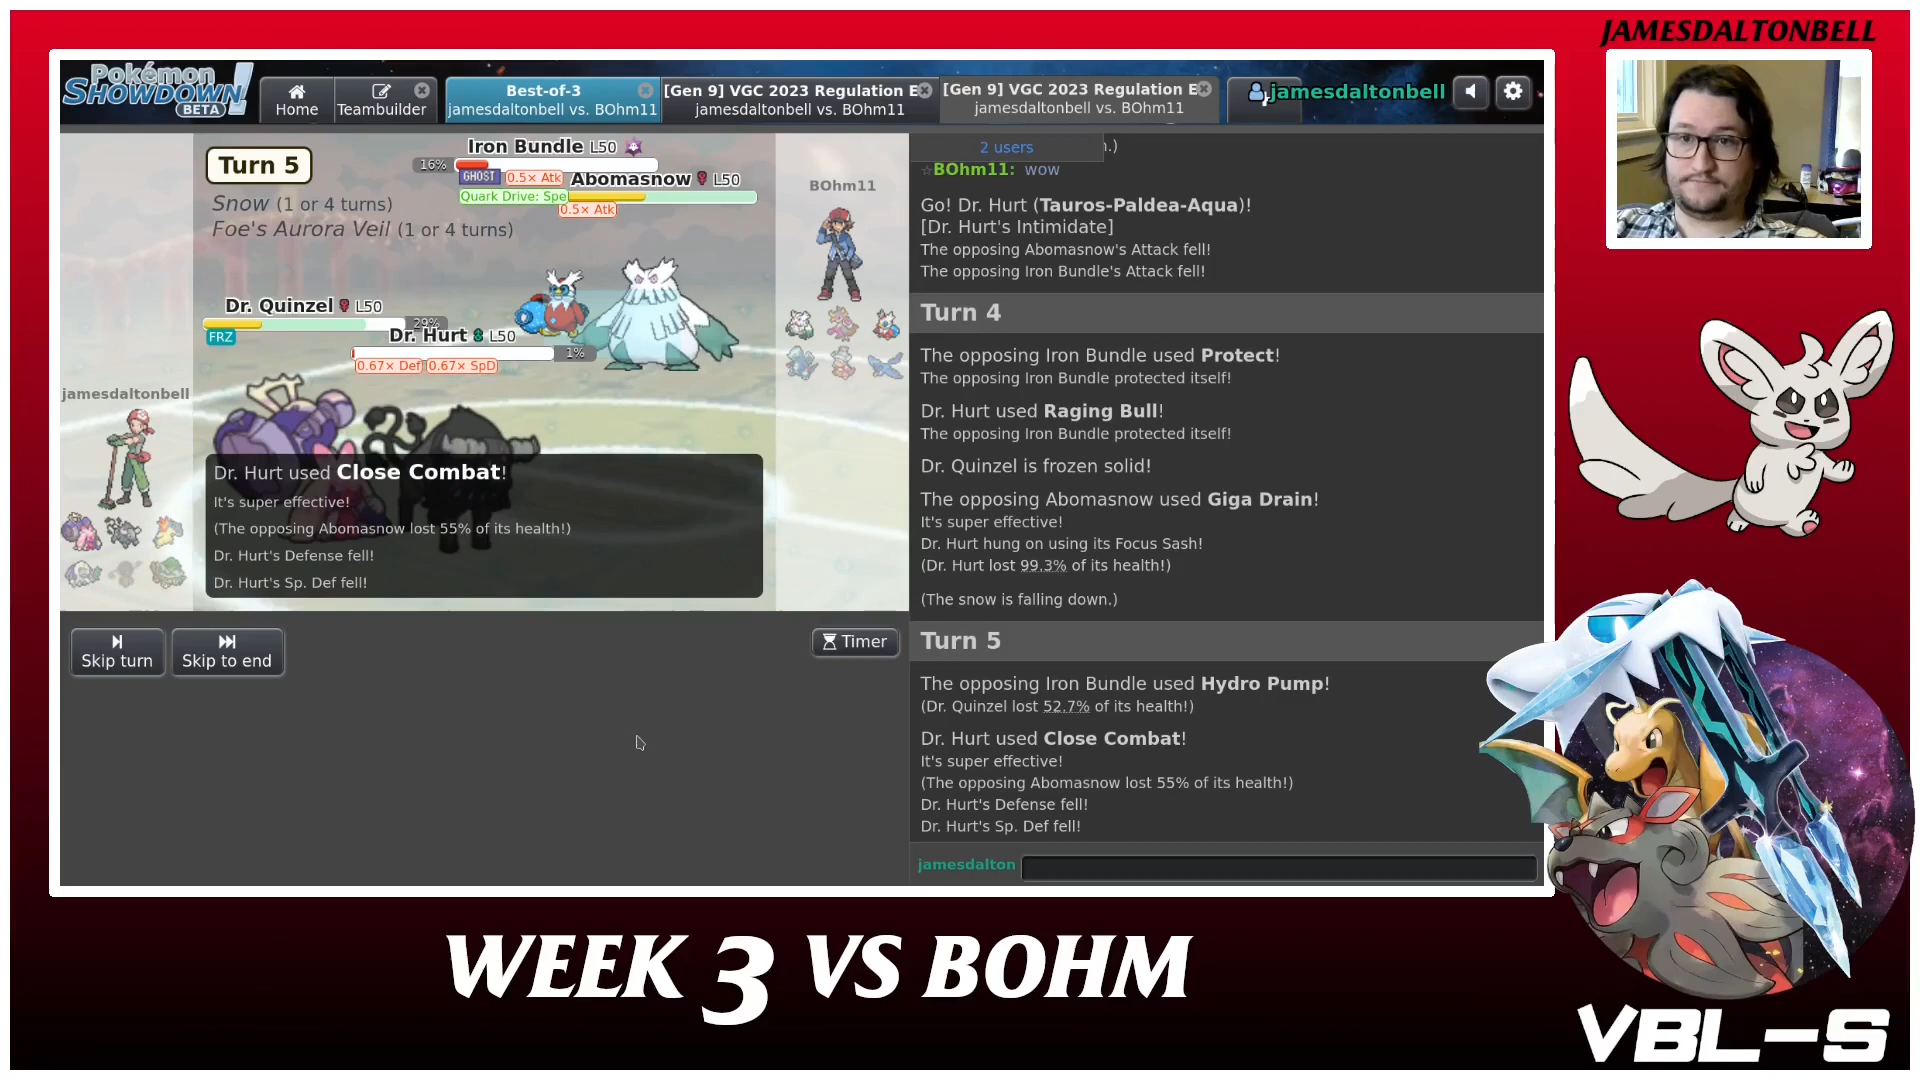 JAMESDALTONBELL
Pokémon
SHOWDOWN!
BETA
Home
Teambuilder
Best-of-3
jamesdaltonbell vs. BOhm11
[Gen 9] VGC 2023 Regulation E
jamesdaltonbell vs. BOhm11
[Gen 9] VGC 2023 Regulation E
jamesdaltonbell vs. BOhm11
jamesdaltonbell
Turn 5
Snow (1 or 4 turns)
Foe's Aurora Veil (1 or 4 turns)
Iron Bundle L50
16%
GHOST 0.5× Atk
Quark Drive: Spe
Abomasnow L50
0.5× Atk
BOhm11
Dr. Quinzel L50
29%
FRZ
Dr. Hurt L50
1%
0.67× Def 0.67× SpD
jamesdaltonbell
Dr. Hurt used Close Combat!
It's super effective!
(The opposing Abomasnow lost 55% of its health!)
Dr. Hurt's Defense fell!
Dr. Hurt's Sp. Def fell!
Skip turn
Skip to end
Timer
2 users
.)
☆BOhm11: wow
Go! Dr. Hurt (Tauros-Paldea-Aqua)!
[Dr. Hurt's Intimidate]
The opposing Abomasnow's Attack fell!
The opposing Iron Bundle's Attack fell!
Turn 4
The opposing Iron Bundle used Protect!
The opposing Iron Bundle protected itself!
Dr. Hurt used Raging Bull!
The opposing Iron Bundle protected itself!
Dr. Quinzel is frozen solid!
The opposing Abomasnow used Giga Drain!
It's super effective!
Dr. Hurt hung on using its Focus Sash!
(Dr. Hurt lost 99.3% of its health!)
(The snow is falling down.)
Turn 5
The opposing Iron Bundle used Hydro Pump!
(Dr. Quinzel lost 52.7% of its health!)
Dr. Hurt used Close Combat!
It's super effective!
(The opposing Abomasnow lost 55% of its health!)
Dr. Hurt's Defense fell!
Dr. Hurt's Sp. Def fell!
jamesdalton
WEEK 3 VS BOHM
VBL-S